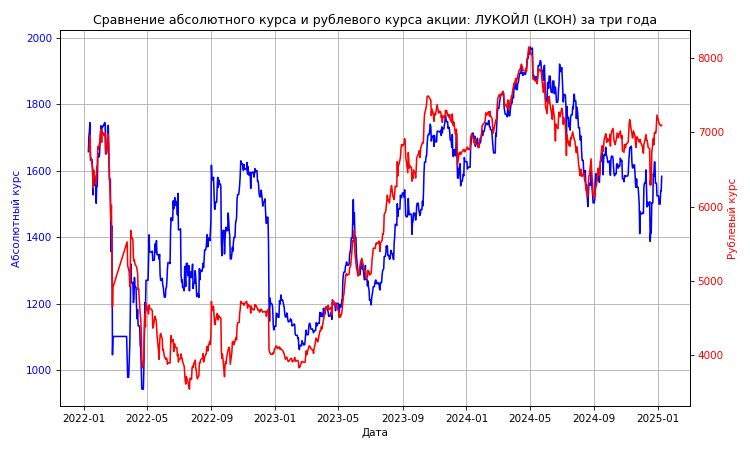 Сравнение абсолютного курса и рублевого курса акции: ЛУКОЙЛ (LKOH) за три года
Абсолютный курс
2000
1800
1600
1400
1200
1000
8000
7000
6000
5000
4000
Рублевый курс
2022-01 2022-05 2022-09 2023-01 2023-05 2023-09 2024-01 2024-05 2024-09 2025-01
Дата